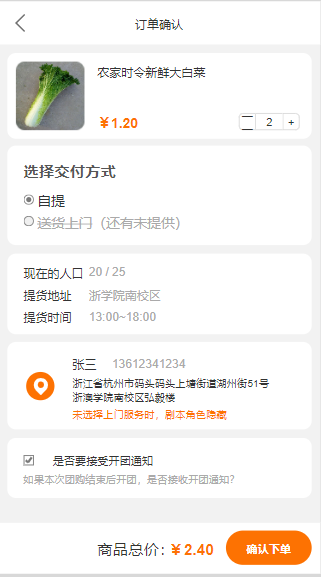 订单确认
农家时令新鲜大白菜
￥1.20
2 +
选择交付方式
自提
送货上门（还有未提供）
现在的人口 20 / 25
提货地址 浙学院南校区
提货时间 13:00~18:00
张三 13612341234
浙江省杭州市码头码头上塘街道湖州街51号
浙澳学院南校区弘毅楼
未选择上门服务时，剧本角色隐藏
是否要接受开团通知
如果本次团购结束后开团，是否接收开团通知？
商品总价：￥2.40
确认下单